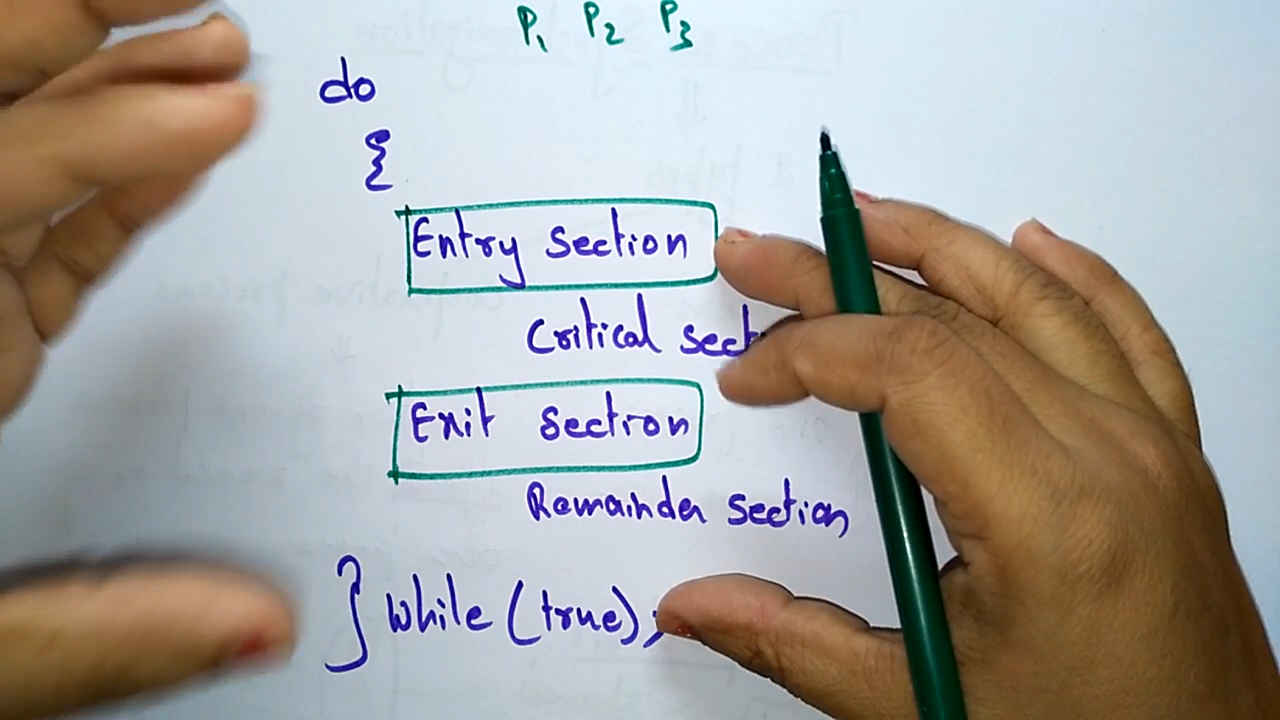 P1 P2 P3
do
{
Entry section
Critical
Exit section
Remainder section
} while (true);